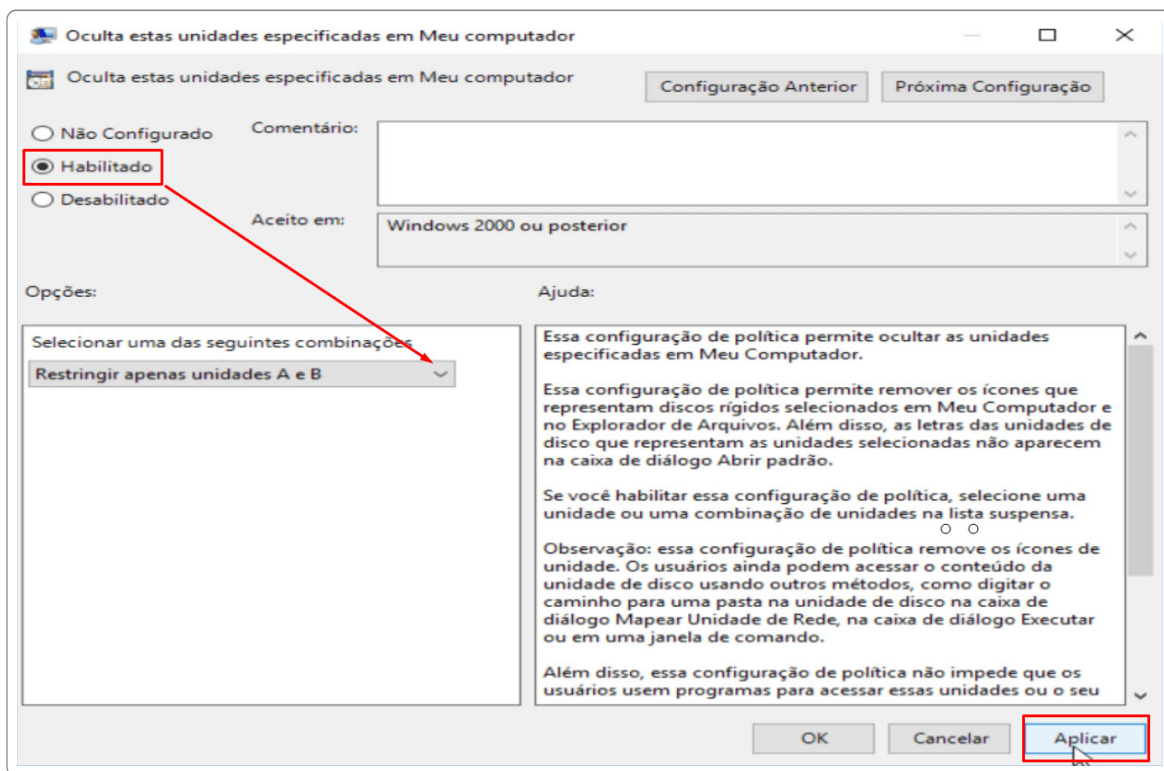 Oculta estas unidades especificadas em Meu computador
Oculta estas unidades especificadas em Meu computador
Configuração Anterior
Próxima Configuração
Não Configurado
Habilitado
Desabilitado
Comentário:
Aceito em:
Windows 2000 ou posterior
Opções:
Ajuda:
Selecionar uma das seguintes combinações
Restringir apenas unidades A e B
Essa configuração de política permite ocultar as unidades
especificadas em Meu Computador.
Essa configuração de política permite remover os ícones que
representam discos rígidos selecionados em Meu Computador e
no Explorador de Arquivos. Além disso, as letras das unidades de
disco que representam as unidades selecionadas não aparecem
na caixa de diálogo Abrir padrão.
Se você habilitar essa configuração de política, selecione uma
unidade ou uma combinação de unidades na lista suspensa.
Observação: essa configuração de política remove os ícones de
unidade. Os usuários ainda podem acessar o conteúdo da
unidade de disco usando outros métodos, como digitar o
caminho para uma pasta na unidade de disco na caixa de
diálogo Mapear Unidade de Rede, na caixa de diálogo Executar
ou em uma janela de comando.
Além disso, essa configuração de política não impede que os
usuários usem programas para acessar essas unidades ou o seu
OK
Cancelar
Aplicar